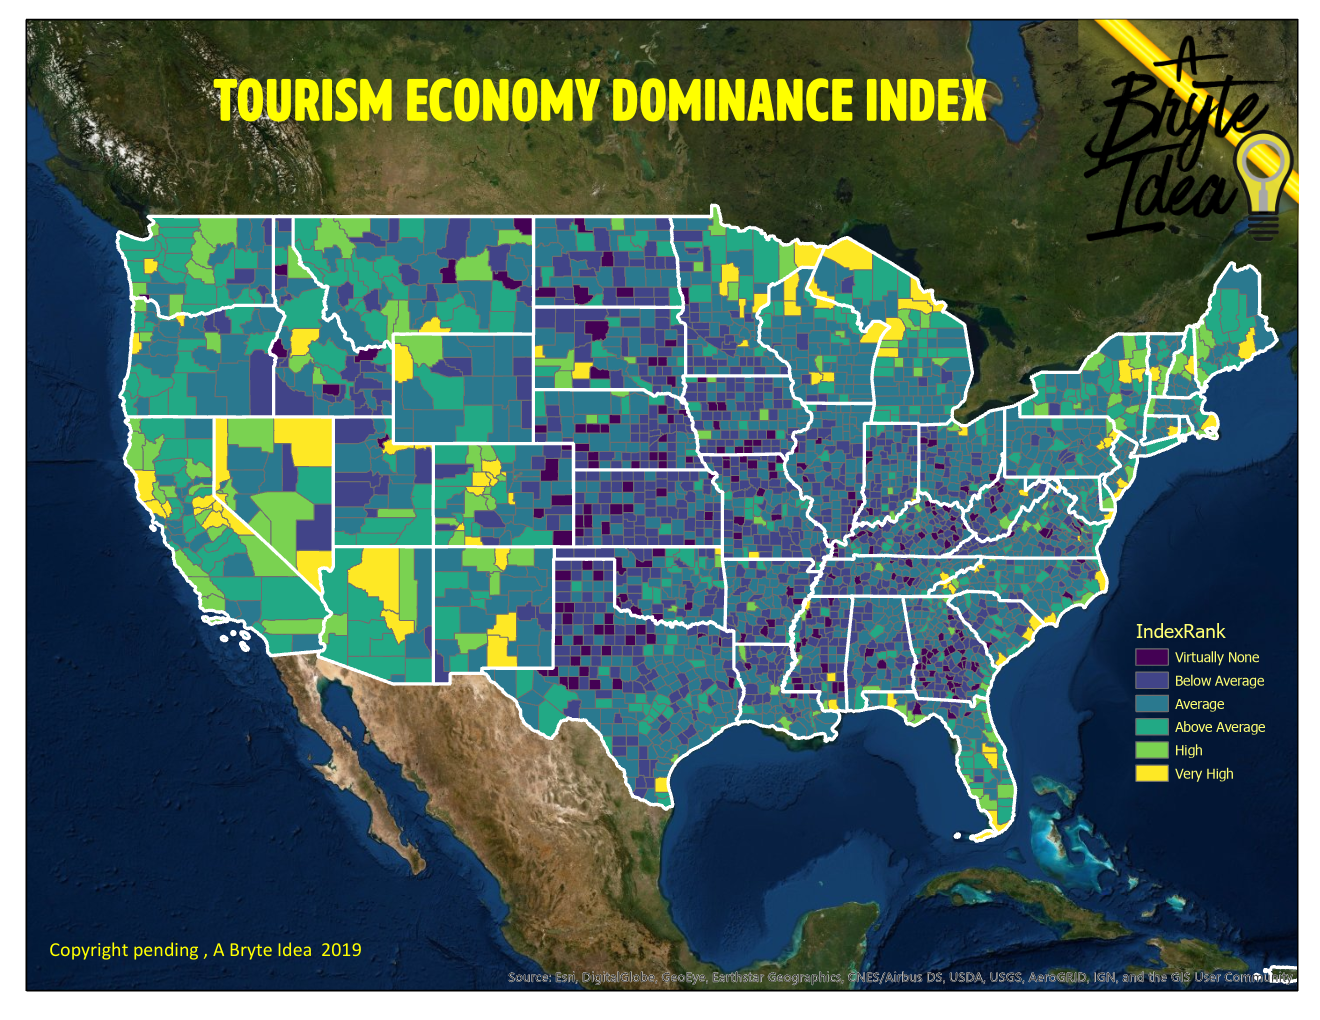 TOURISM ECONOMY DOMINANCE INDEX
A
Bryte
Idea
IndexRank
Virtually None
Below Average
Average
Above Average
High
Very High
Copyright pending , A Bryte Idea  2019
Source: Esri, DigitalGlobe, GeoEye, Earthstar Geographics, CNES/Airbus DS, USDA, USGS, AeroGRID, IGN, and the GIS User Community